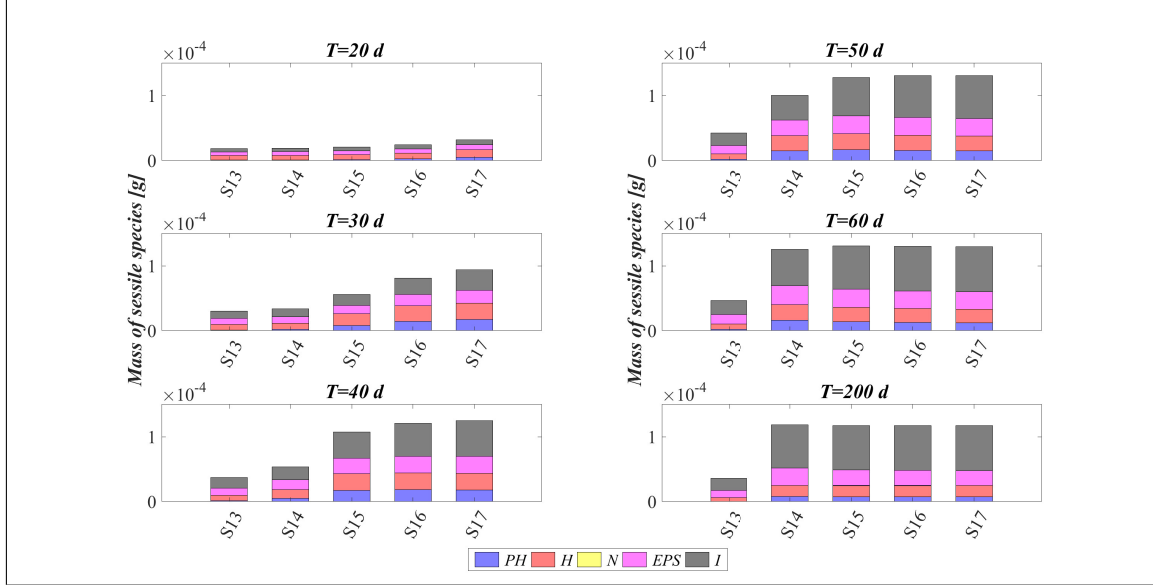 ×10⁻⁴
T=20 d
1
0
S13 S14 S15 S16 S17
×10⁻⁴
T=30 d
1
0
S13 S14 S15 S16 S17
×10⁻⁴
T=40 d
1
0
S13 S14 S15 S16 S17
Mass of sessile species [g]
×10⁻⁴
T=50 d
1
0
S13 S14 S15 S16 S17
×10⁻⁴
T=60 d
1
0
S13 S14 S15 S16 S17
×10⁻⁴
T=200 d
1
0
S13 S14 S15 S16 S17
Mass of sessile species [g]
PH H N EPS I